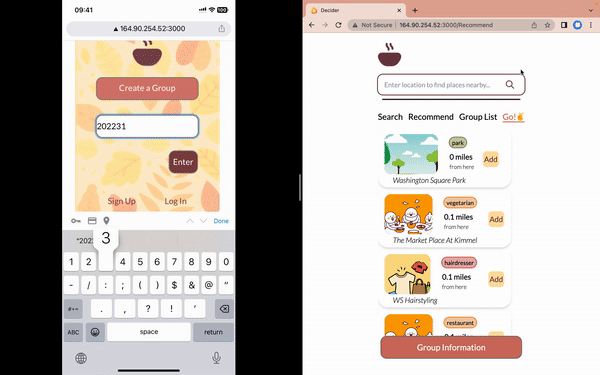 09:41
164.90.254.52:3000
Create a Group
202231
Enter
Sign Up Log In
Done
3
1 2 4 5 6 7 8 9 0
- / : ; ( ) $ & @ "
#+= . , ? ! ' 
ABC space return
Decider
Not Secure 164.90.254.52:3000/Recommend
Enter location to find places nearby...
Search Recommend Group List Go!
park
0 miles
from here
Add
Washington Square Park
vegetarian
0.1 miles
from here
Add
The Market Place At Kimmel
hairdresser
0.1 miles
from here
Add
WS Hairstyling
restaurant
0.1 miles
Add
Group Information